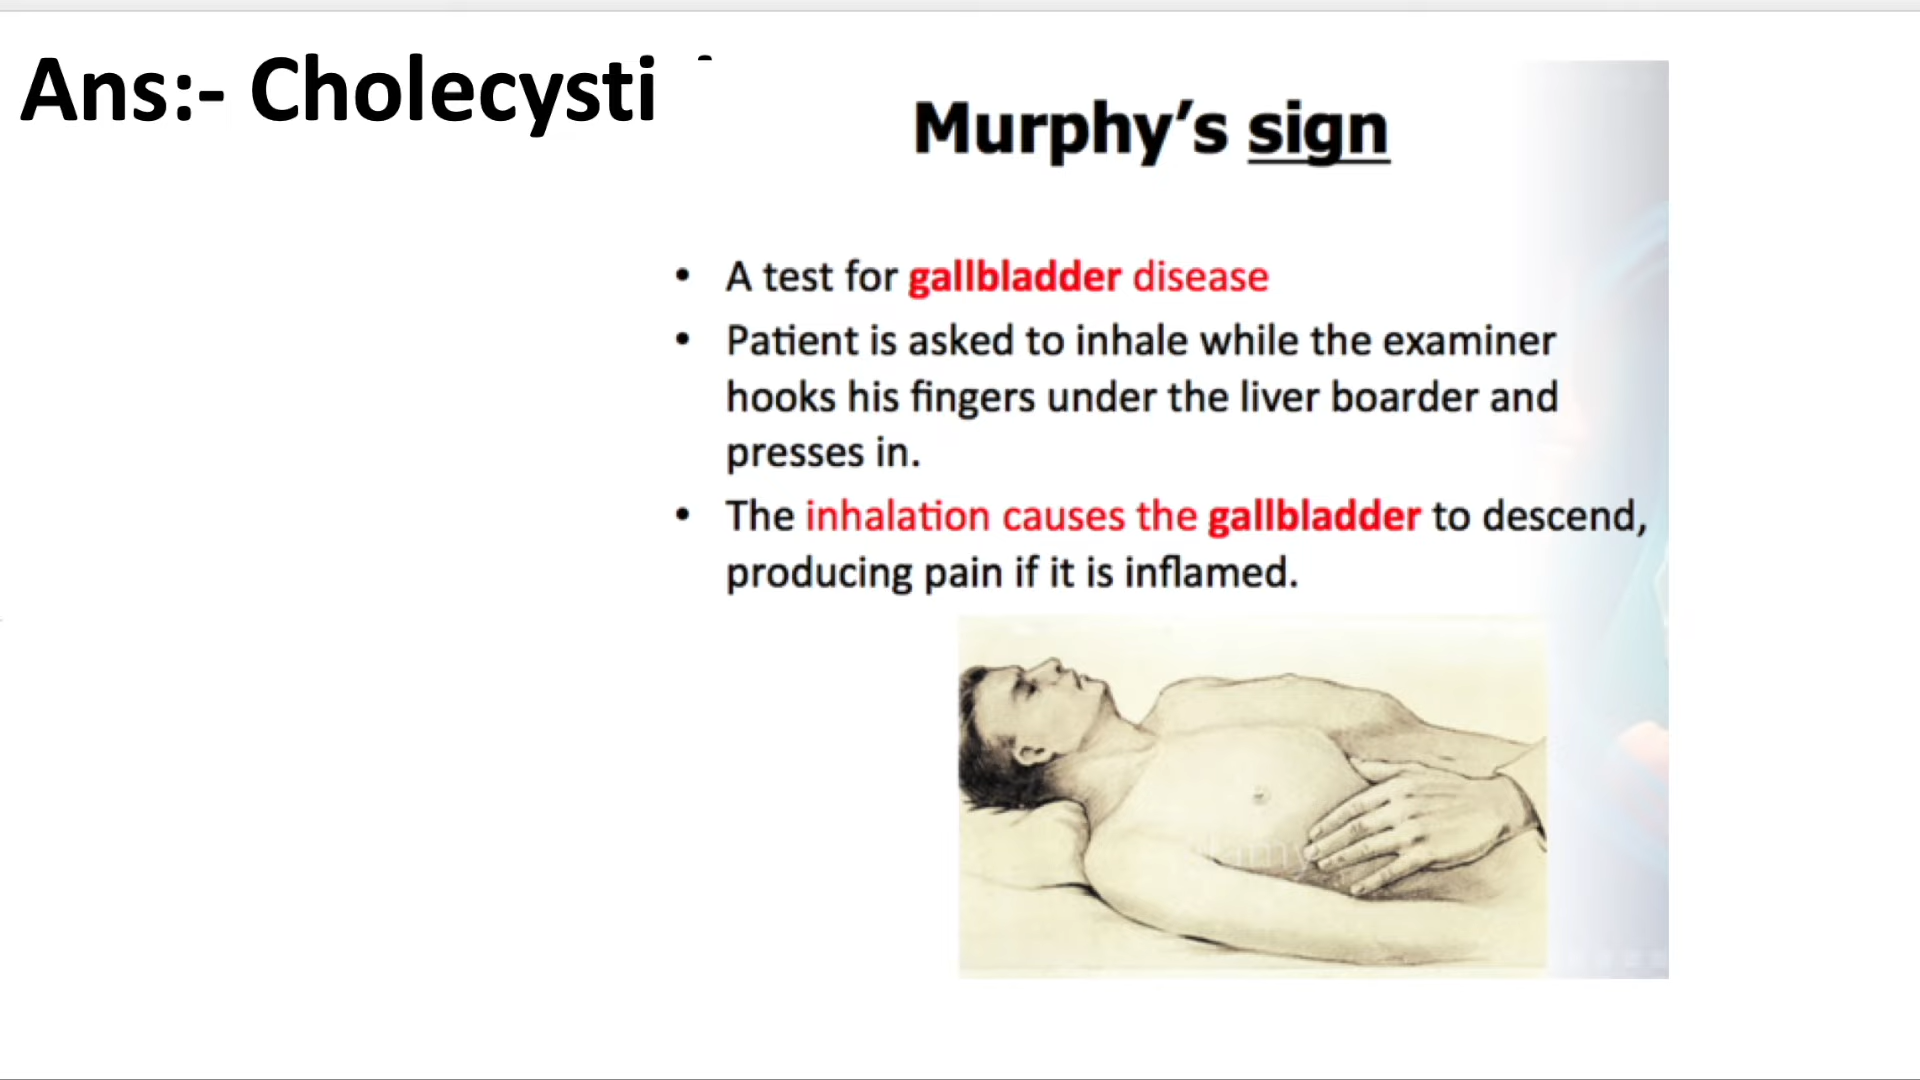 Ans:- Cholecysti
Murphy’s sign
• A test for gallbladder disease
• Patient is asked to inhale while the examiner
hooks his fingers under the liver boarder and
presses in.
• The inhalation causes the gallbladder to descend,
producing pain if it is inflamed.